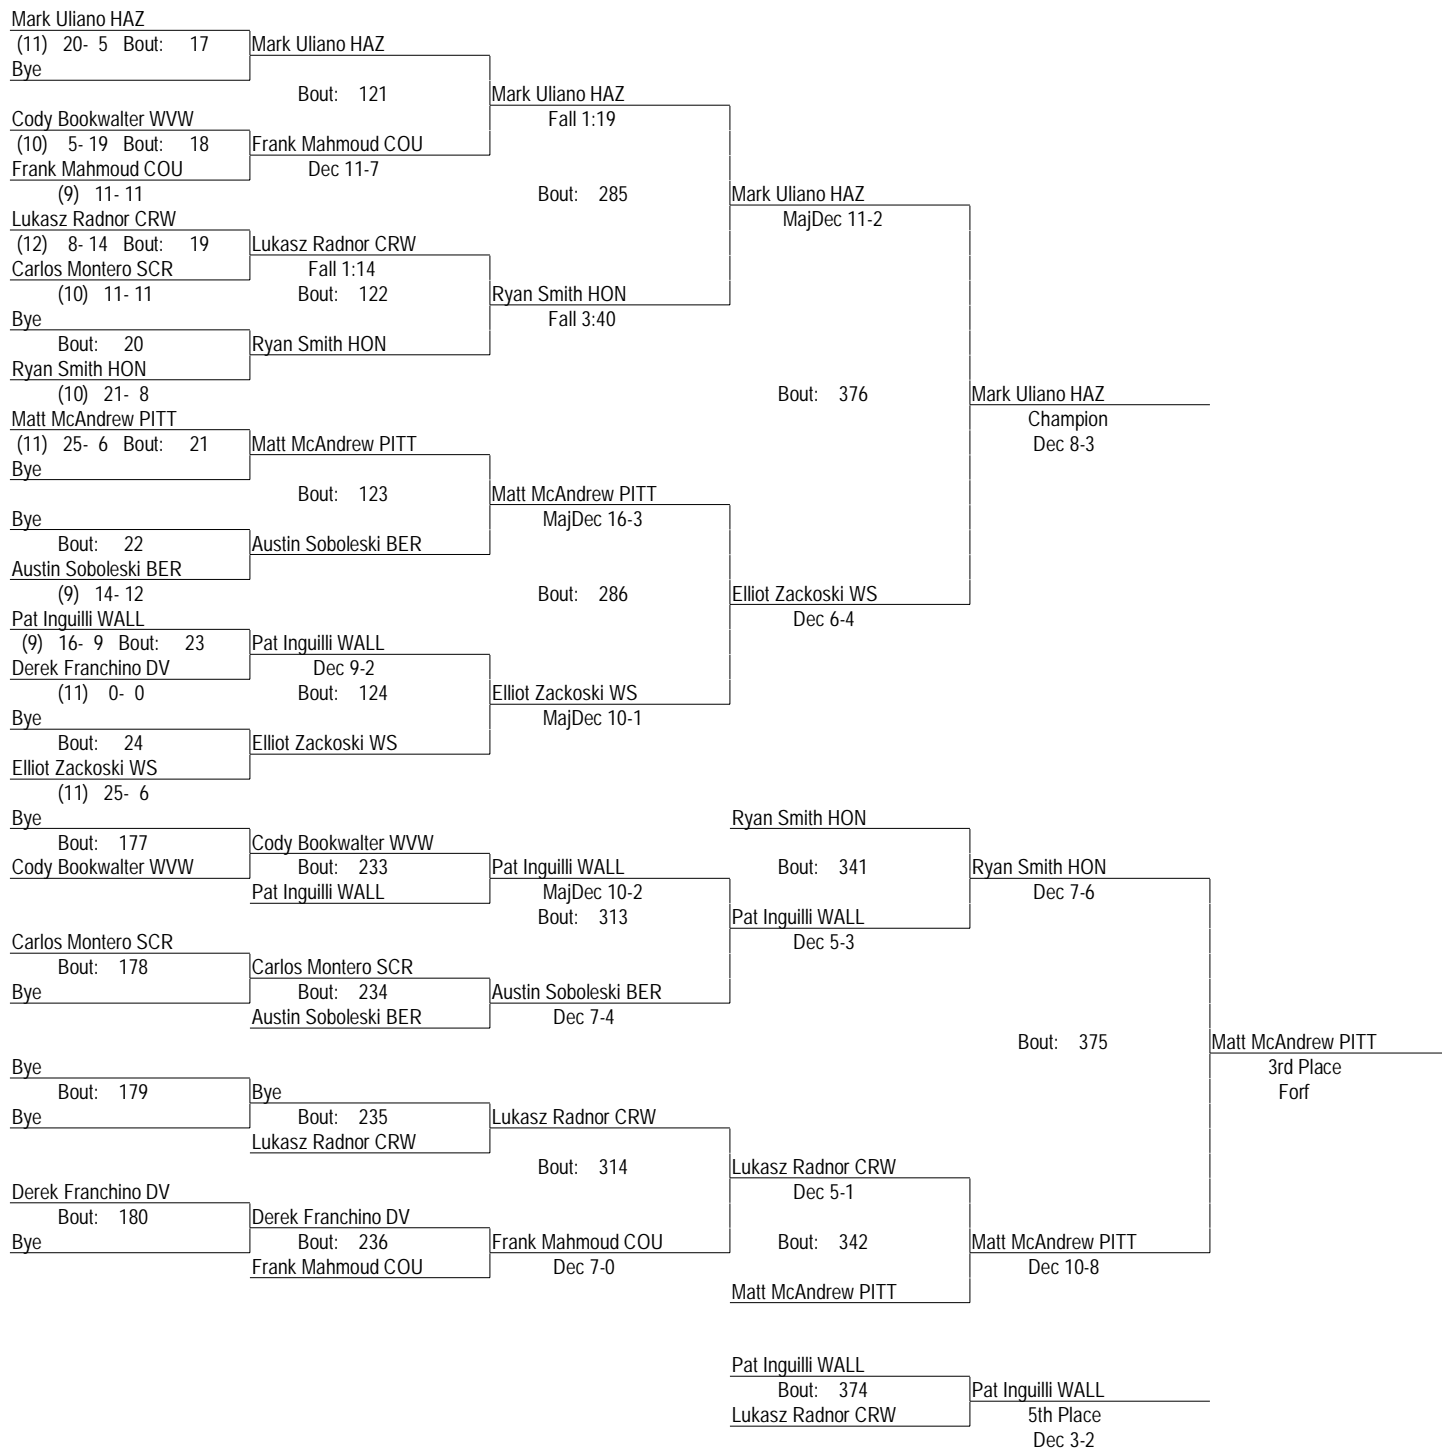 Mark Uliano HAZ
(11) 20- 5 Bout: 17 Mark Uliano HAZ
Bye
Bout: 121 Mark Uliano HAZ
Cody Bookwalter WVW Fall 1:19
(10) 5- 19 Bout: 18 Frank Mahmoud COU
Frank Mahmoud COU Dec 11-7
(9) 11- 11 Bout: 285 Mark Uliano HAZ
Lukasz Radnor CRW MajDec 11-2
(12) 8- 14 Bout: 19 Lukasz Radnor CRW
Carlos Montero SCR Fall 1:14
(10) 11- 11 Bout: 122 Ryan Smith HON
Bye Fall 3:40
Bout: 20 Ryan Smith HON
Ryan Smith HON
(10) 21- 8 Bout: 376 Mark Uliano HAZ
Matt McAndrew PITT Champion
(11) 25- 6 Bout: 21 Matt McAndrew PITT Dec 8-3
Bye
Bout: 123 Matt McAndrew PITT
Bye MajDec 16-3
Bout: 22 Austin Soboleski BER
Austin Soboleski BER
(9) 14- 12 Bout: 286 Elliot Zackoski WS
Pat Inguilli WALL Dec 6-4
(9) 16- 9 Bout: 23 Pat Inguilli WALL
Derek Franchino DV Dec 9-2
(11) 0- 0 Bout: 124 Elliot Zackoski WS
Bye MajDec 10-1
Bout: 24 Elliot Zackoski WS
Elliot Zackoski WS
(11) 25- 6
Bye Ryan Smith HON
Bout: 177 Cody Bookwalter WVW
Cody Bookwalter WVW Bout: 233 Pat Inguilli WALL Bout: 341 Ryan Smith HON
Pat Inguilli WALL MajDec 10-2 Dec 7-6
Bout: 313 Pat Inguilli WALL
Carlos Montero SCR Dec 5-3
Bout: 178 Carlos Montero SCR
Bye Bout: 234 Austin Soboleski BER
Austin Soboleski BER Dec 7-4
Bout: 375 Matt McAndrew PITT
Bye 3rd Place
Bout: 179 Bye Forf
Bye Bout: 235 Lukasz Radnor CRW
Lukasz Radnor CRW
Bout: 314 Lukasz Radnor CRW
Derek Franchino DV Dec 5-1
Bout: 180 Derek Franchino DV
Bye Bout: 236 Frank Mahmoud COU Bout: 342 Matt McAndrew PITT
Frank Mahmoud COU Dec 7-0 Dec 10-8
Matt McAndrew PITT
Pat Inguilli WALL
Bout: 374 Pat Inguilli WALL
Lukasz Radnor CRW 5th Place
Dec 3-2